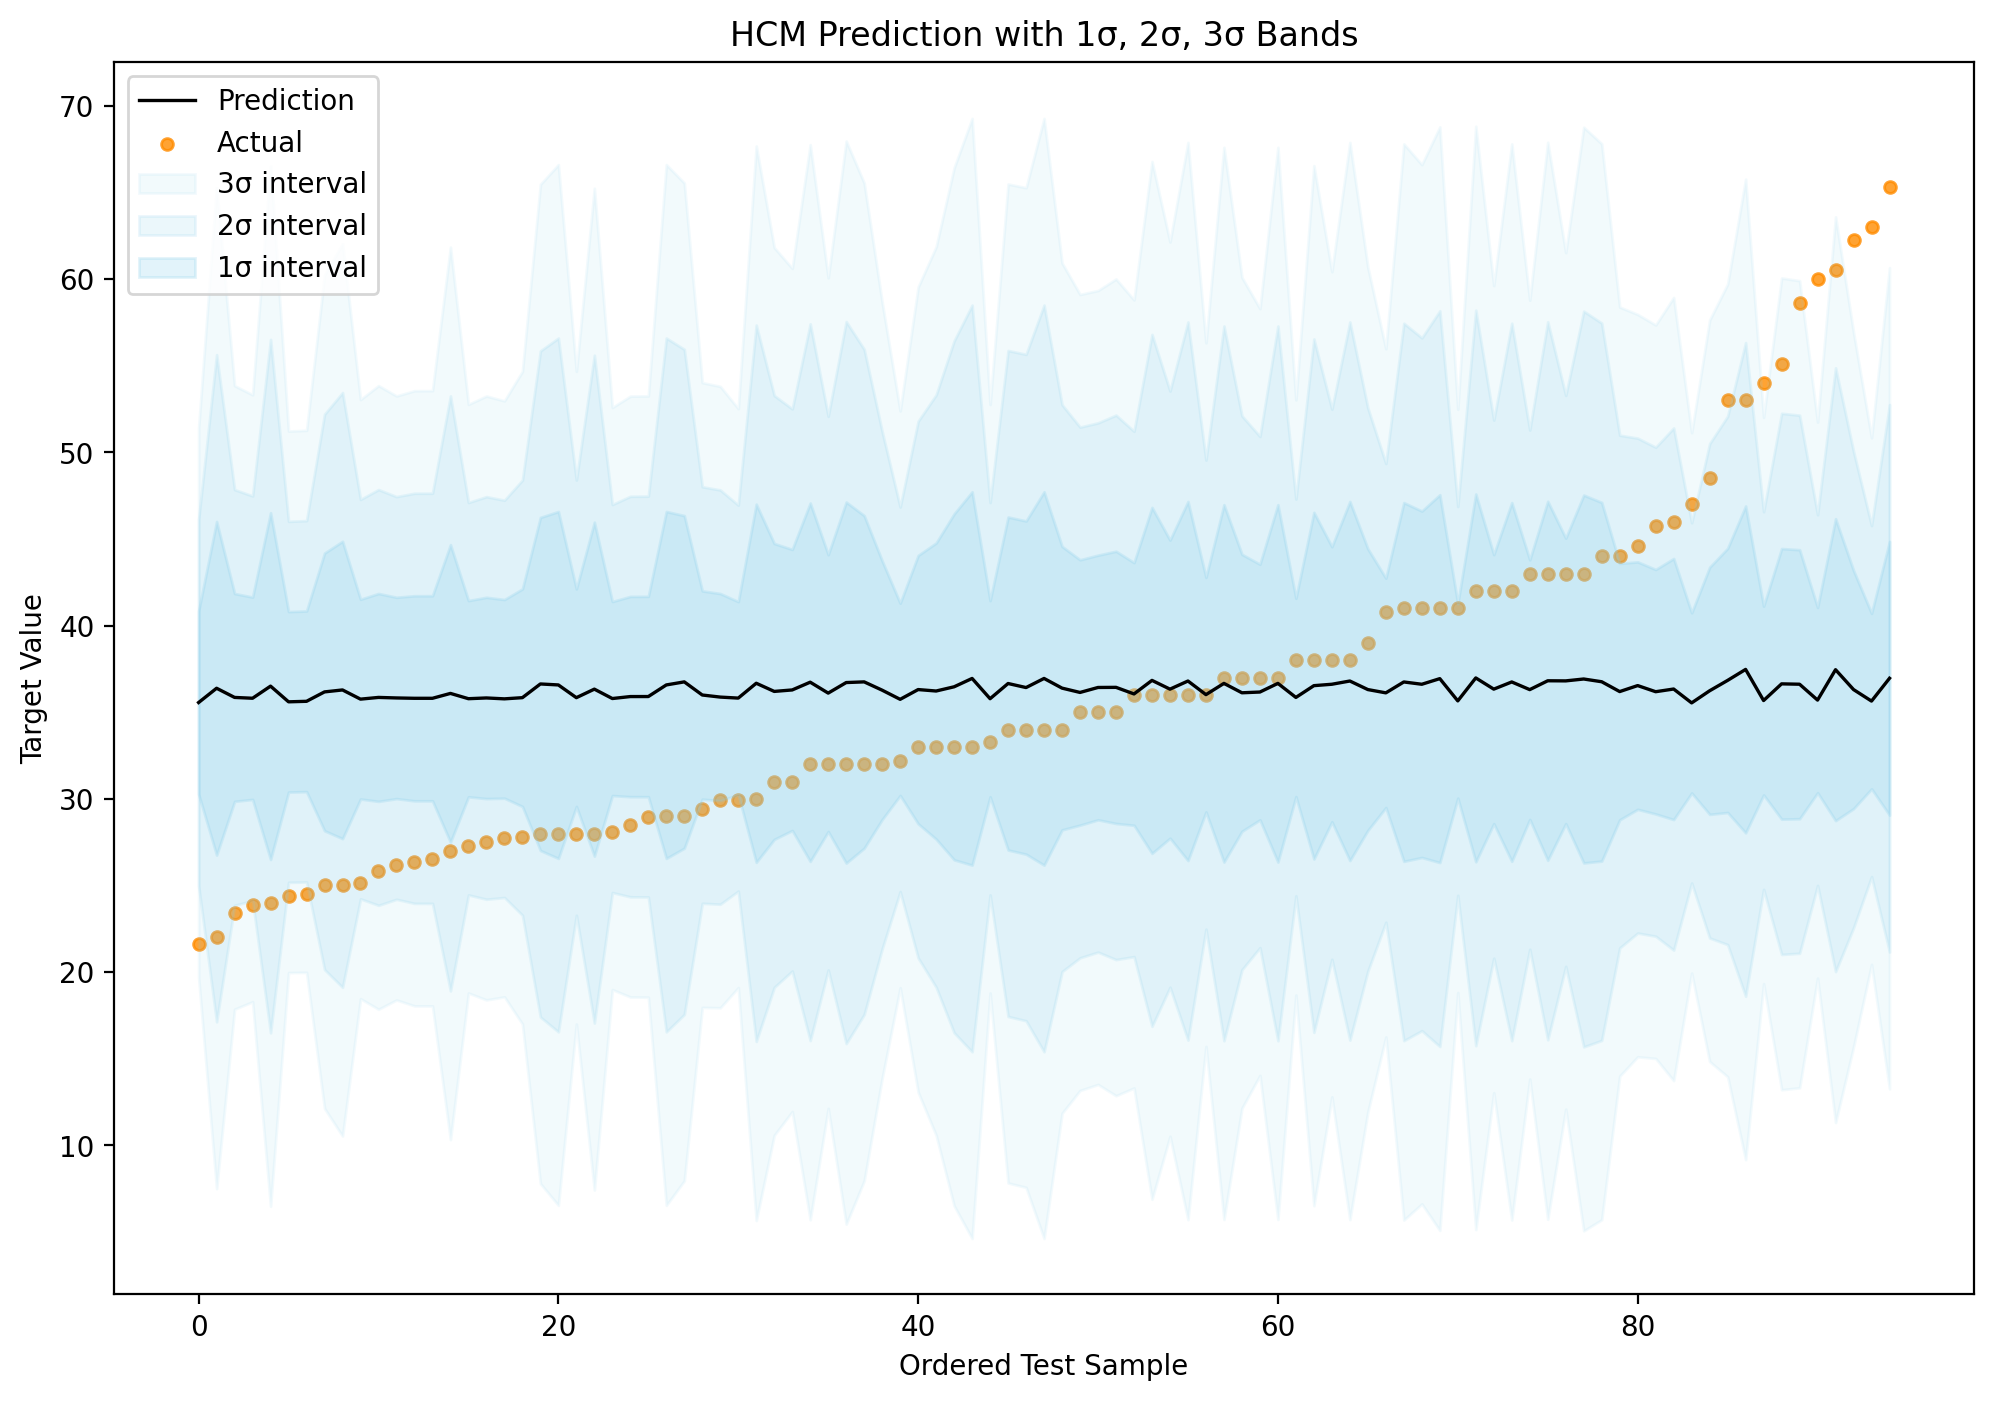 HCM Prediction with 1σ, 2σ, 3σ Bands
Prediction
Actual
3σ interval
2σ interval
1σ interval
Target Value
70
60
50
40
30
20
10
0
20
40
60
80
Ordered Test Sample